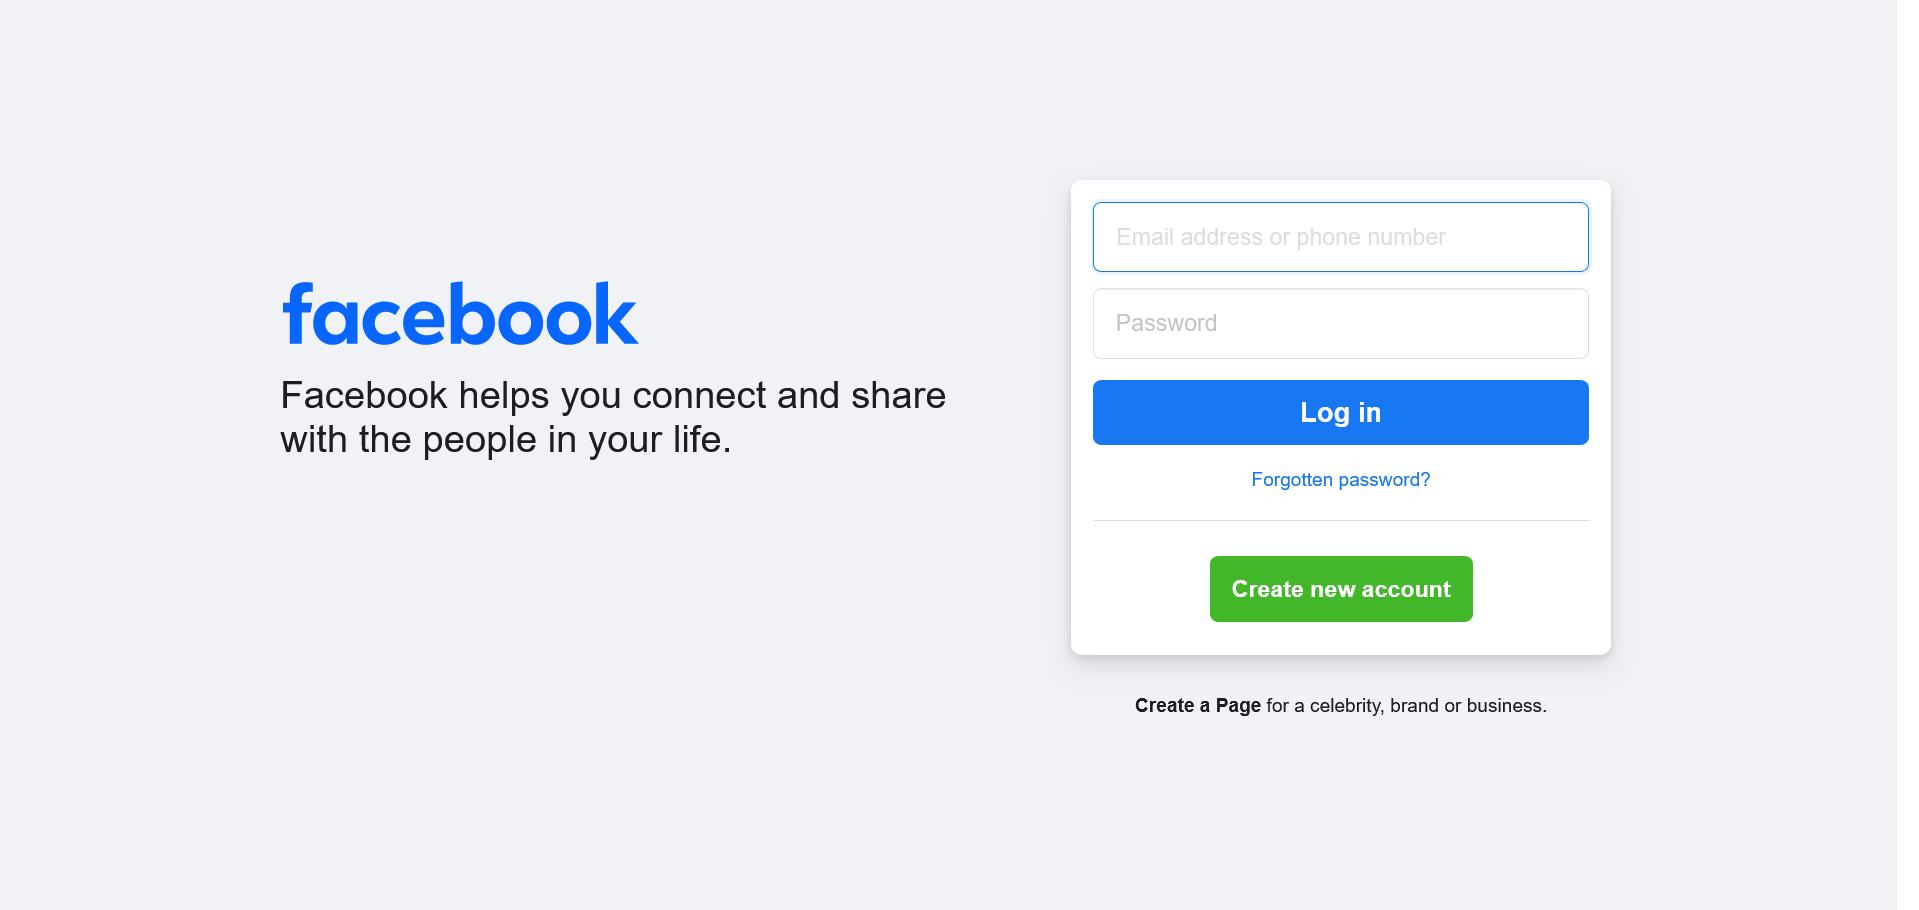 facebook
Facebook helps you connect and share
with the people in your life.
Email address or phone number
Password
Log in
Forgotten password?
Create new account
Create a Page for a celebrity, brand or business.